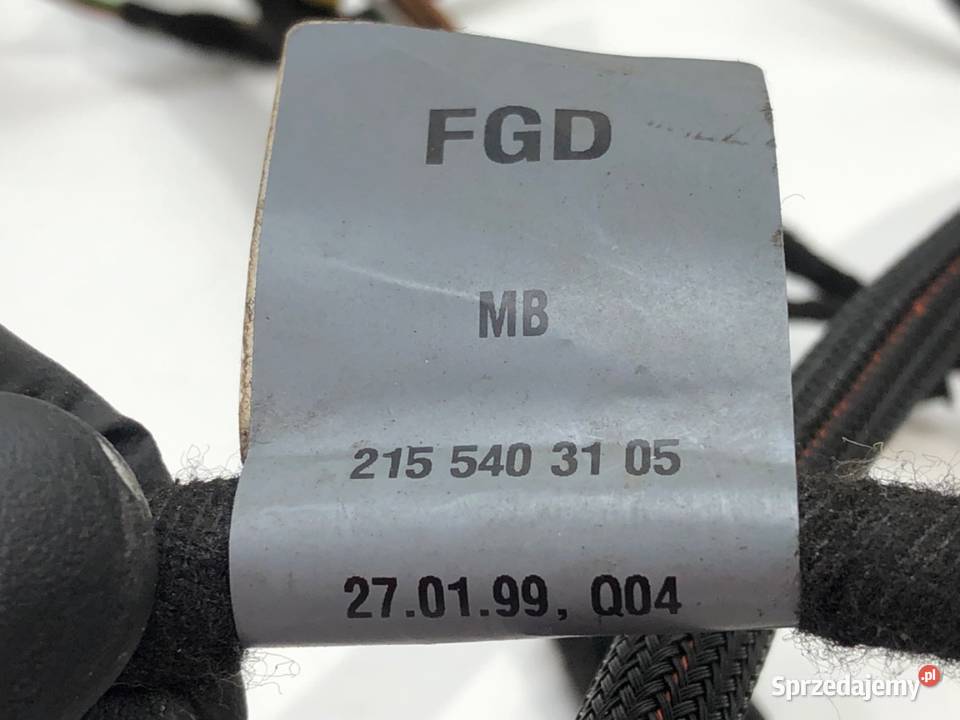 FGD
MB
215 540 31 05
27.01.99, Q04
Sprzedajemy.pl